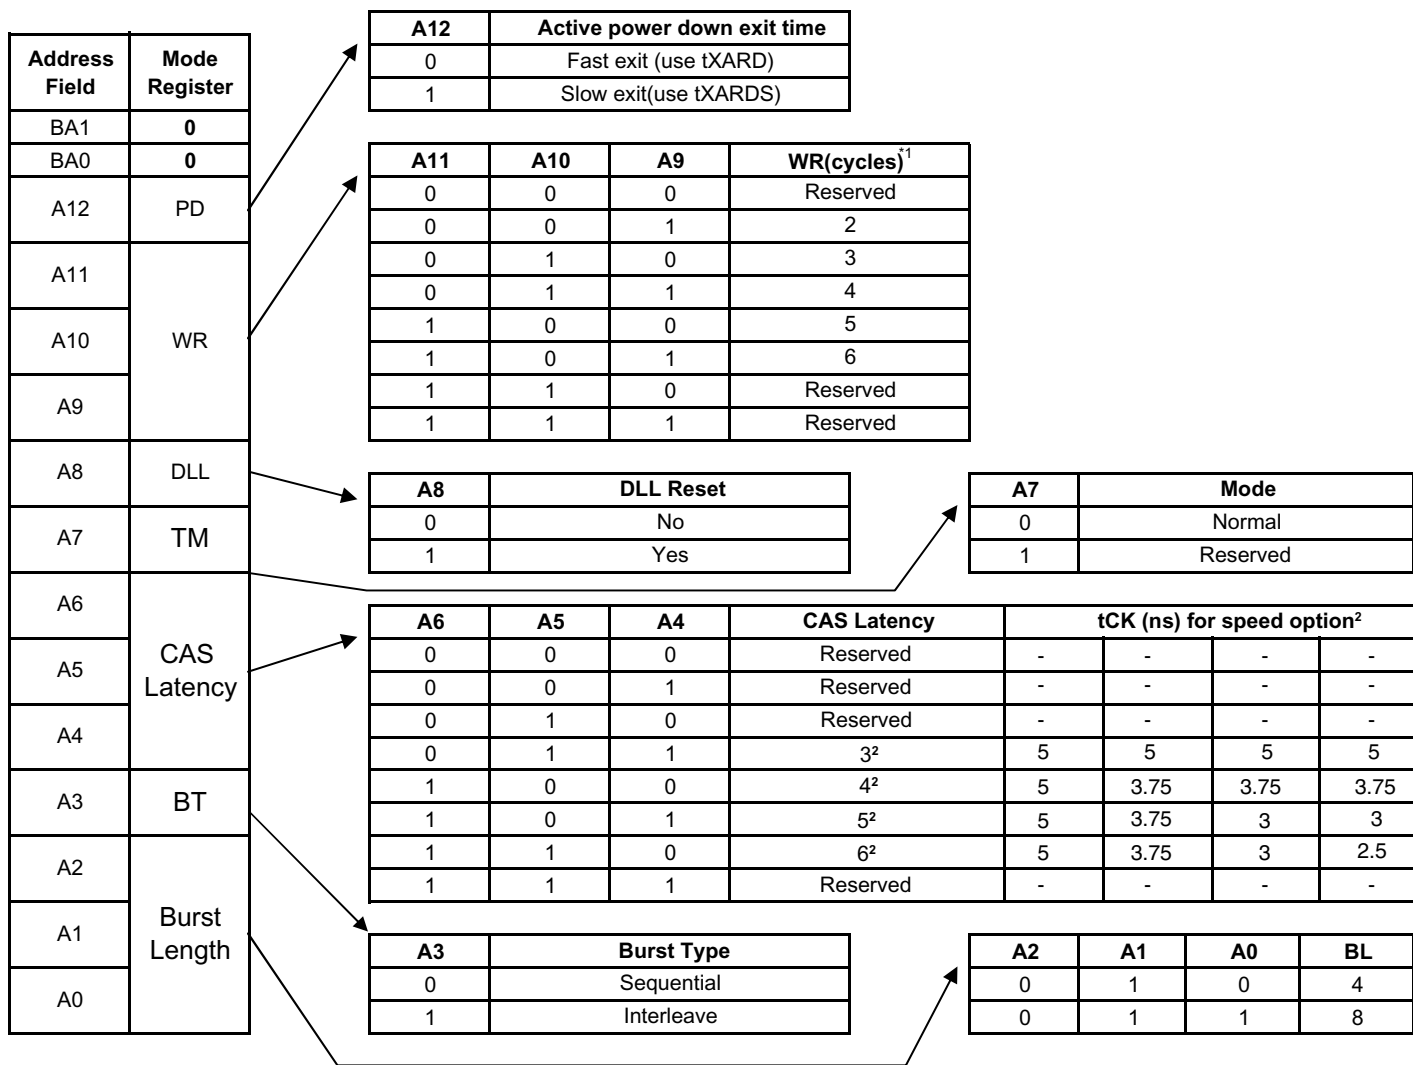 Address Field | Mode Register
BA1 | 0
BA0 | 0
A12 | PD
A11
A10 | WR
A9
A8 | DLL
A7 | TM
A6
A5 | CAS Latency
A4
A3 | BT
A2
A1 | Burst Length
A0
A12 | Active power down exit time
0 | Fast exit (use tXARD)
1 | Slow exit(use tXARDS)
A11 | A10 | A9 | WR(cycles)*1
0 | 0 | 0 | Reserved
0 | 0 | 1 | 2
0 | 1 | 0 | 3
0 | 1 | 1 | 4
1 | 0 | 0 | 5
1 | 0 | 1 | 6
1 | 1 | 0 | Reserved
1 | 1 | 1 | Reserved
A8 | DLL Reset
0 | No
1 | Yes
A7 | Mode
0 | Normal
1 | Reserved
A6 | A5 | A4 | CAS Latency | tCK (ns) for speed option²
0 | 0 | 0 | Reserved | - | - | - | -
0 | 0 | 1 | Reserved | - | - | - | -
0 | 1 | 0 | Reserved | - | - | - | -
0 | 1 | 1 | 3² | 5 | 5 | 5 | 5
1 | 0 | 0 | 4² | 5 | 3.75 | 3.75 | 3.75
1 | 0 | 1 | 5² | 5 | 3.75 | 3 | 3
1 | 1 | 0 | 6² | 5 | 3.75 | 3 | 2.5
1 | 1 | 1 | Reserved | - | - | - | -
A3 | Burst Type
0 | Sequential
1 | Interleave
A2 | A1 | A0 | BL
0 | 1 | 0 | 4
0 | 1 | 1 | 8